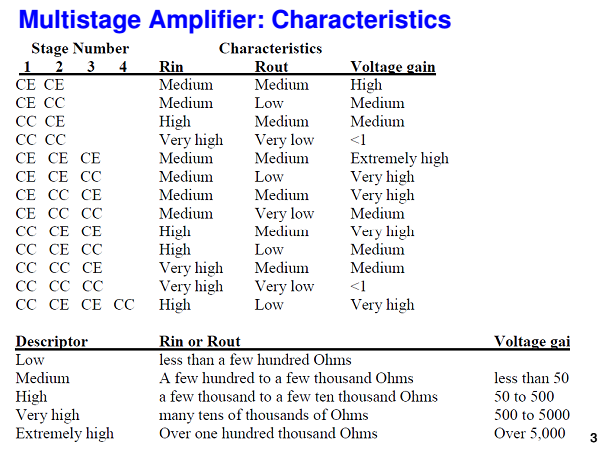 Multistage Amplifier: Characteristics
Stage Number Characteristics
1 2 3 4 Rin Rout Voltage gain
CE CE Medium Medium High
CE CC Medium Low Medium
CC CE High Medium Medium
CC CC Very high Very low <1
CE CE CE Medium Medium Extremely high
CE CE CC Medium Low Very high
CE CC CE Medium Medium Very high
CE CC CC Medium Very low Medium
CC CE CE High Medium Very high
CC CE CC High Low Medium
CC CC CE Very high Medium Medium
CC CC CC Very high Very low <1
CC CE CE CC High Low Very high
Descriptor Rin or Rout Voltage gai
Low less than a few hundred Ohms
Medium A few hundred to a few thousand Ohms less than 50
High a few thousand to a few ten thousand Ohms 50 to 500
Very high many tens of thousands of Ohms 500 to 5000
Extremely high Over one hundred thousand Ohms Over 5,000
3